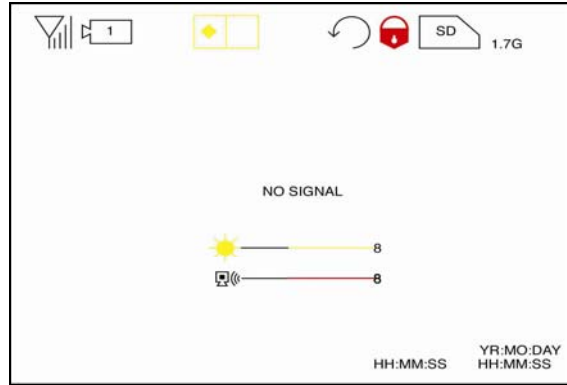 1
SD
1.7G
NO SIGNAL
8
8
YR:MO:DAY
HH:MM:SS HH:MM:SS